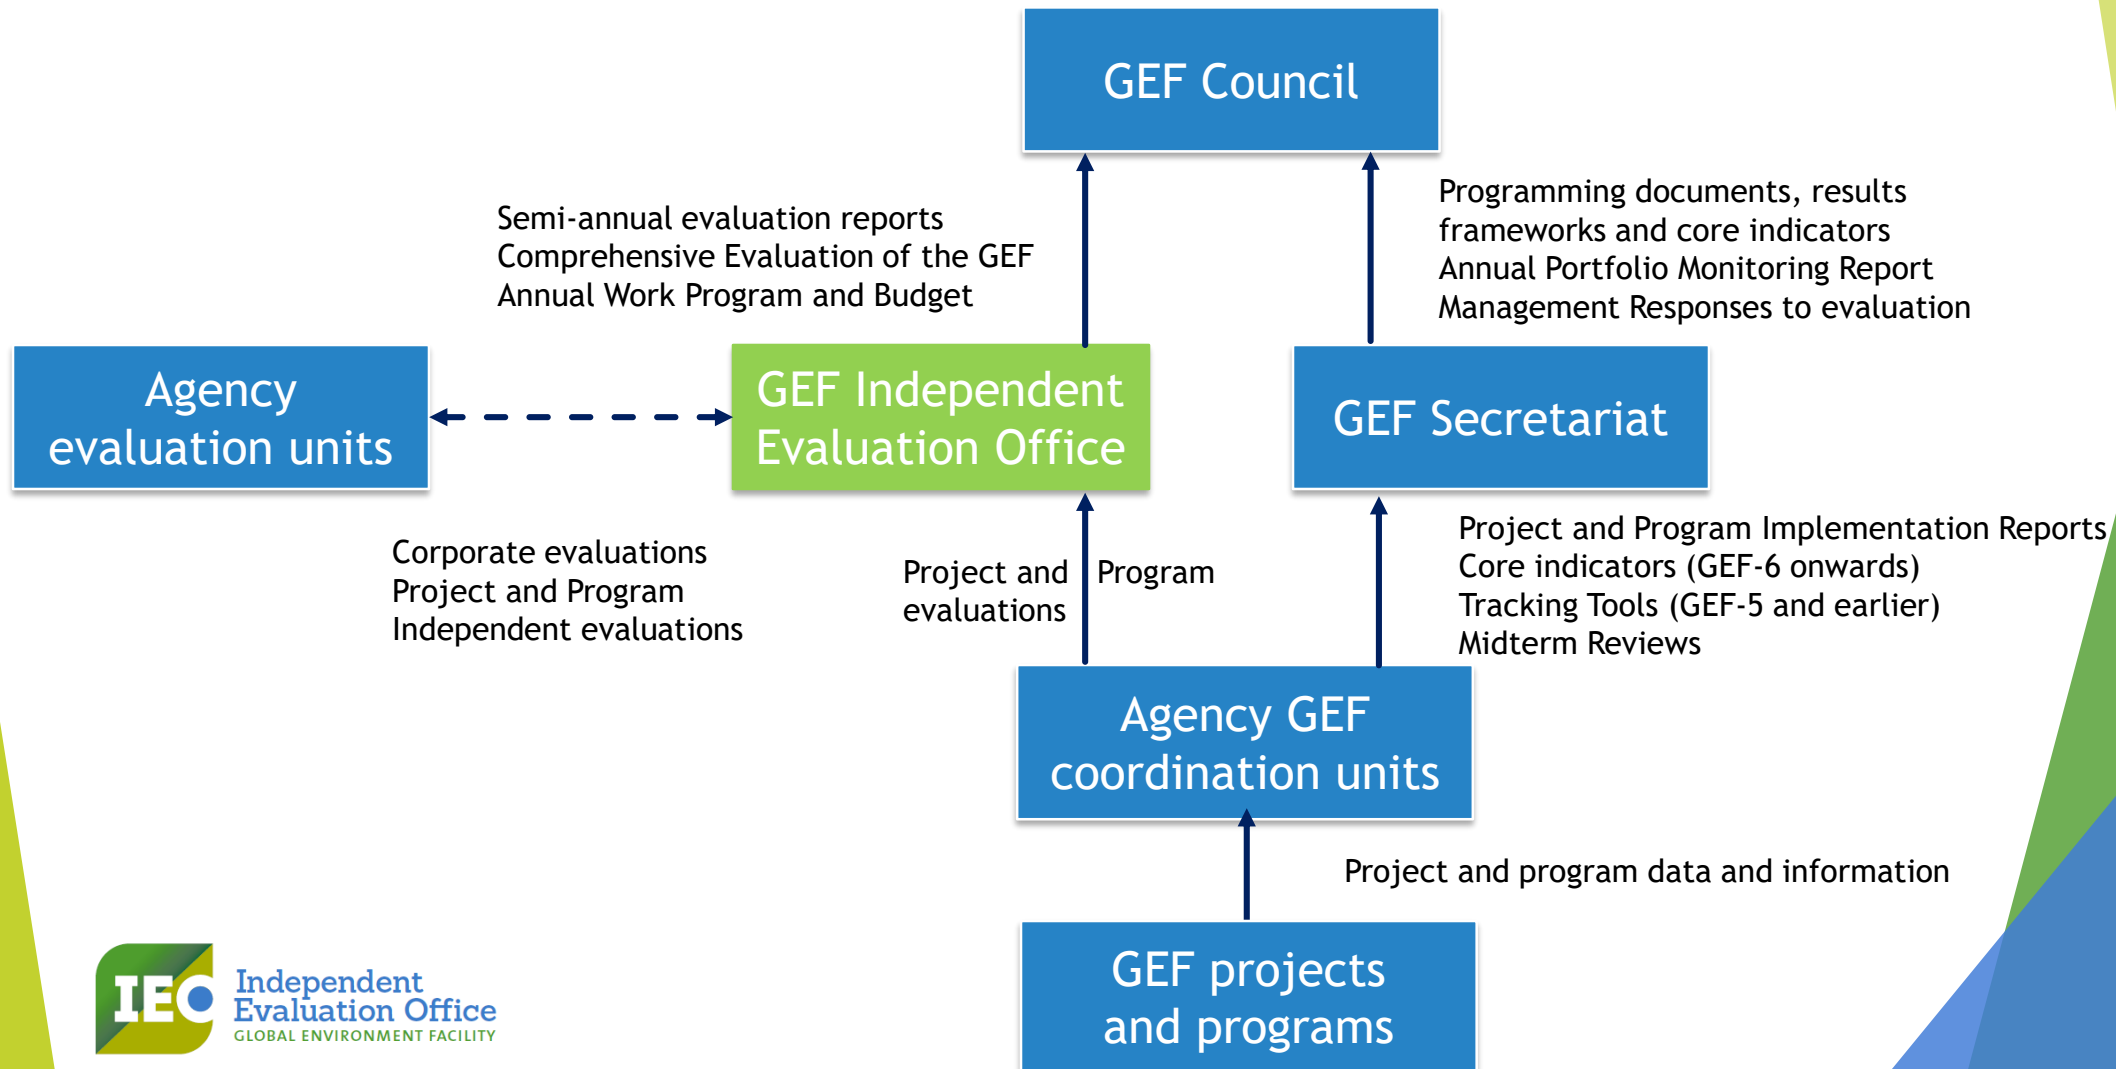 GEF Council
Semi-annual evaluation reports
Comprehensive Evaluation of the GEF
Annual Work Program and Budget
Programming documents, results
frameworks and core indicators
Annual Portfolio Monitoring Report
Management Responses to evaluation
Agency
evaluation units
GEF Independent
Evaluation Office
GEF Secretariat
Corporate evaluations
Project and Program
Independent evaluations
Project and Program
evaluations
Project and Program Implementation Reports
Core indicators (GEF-6 onwards)
Tracking Tools (GEF-5 and earlier)
Midterm Reviews
Agency GEF
coordination units
Project and program data and information
GEF projects
and programs
IEO
Independent
Evaluation Office
GLOBAL ENVIRONMENT FACILITY